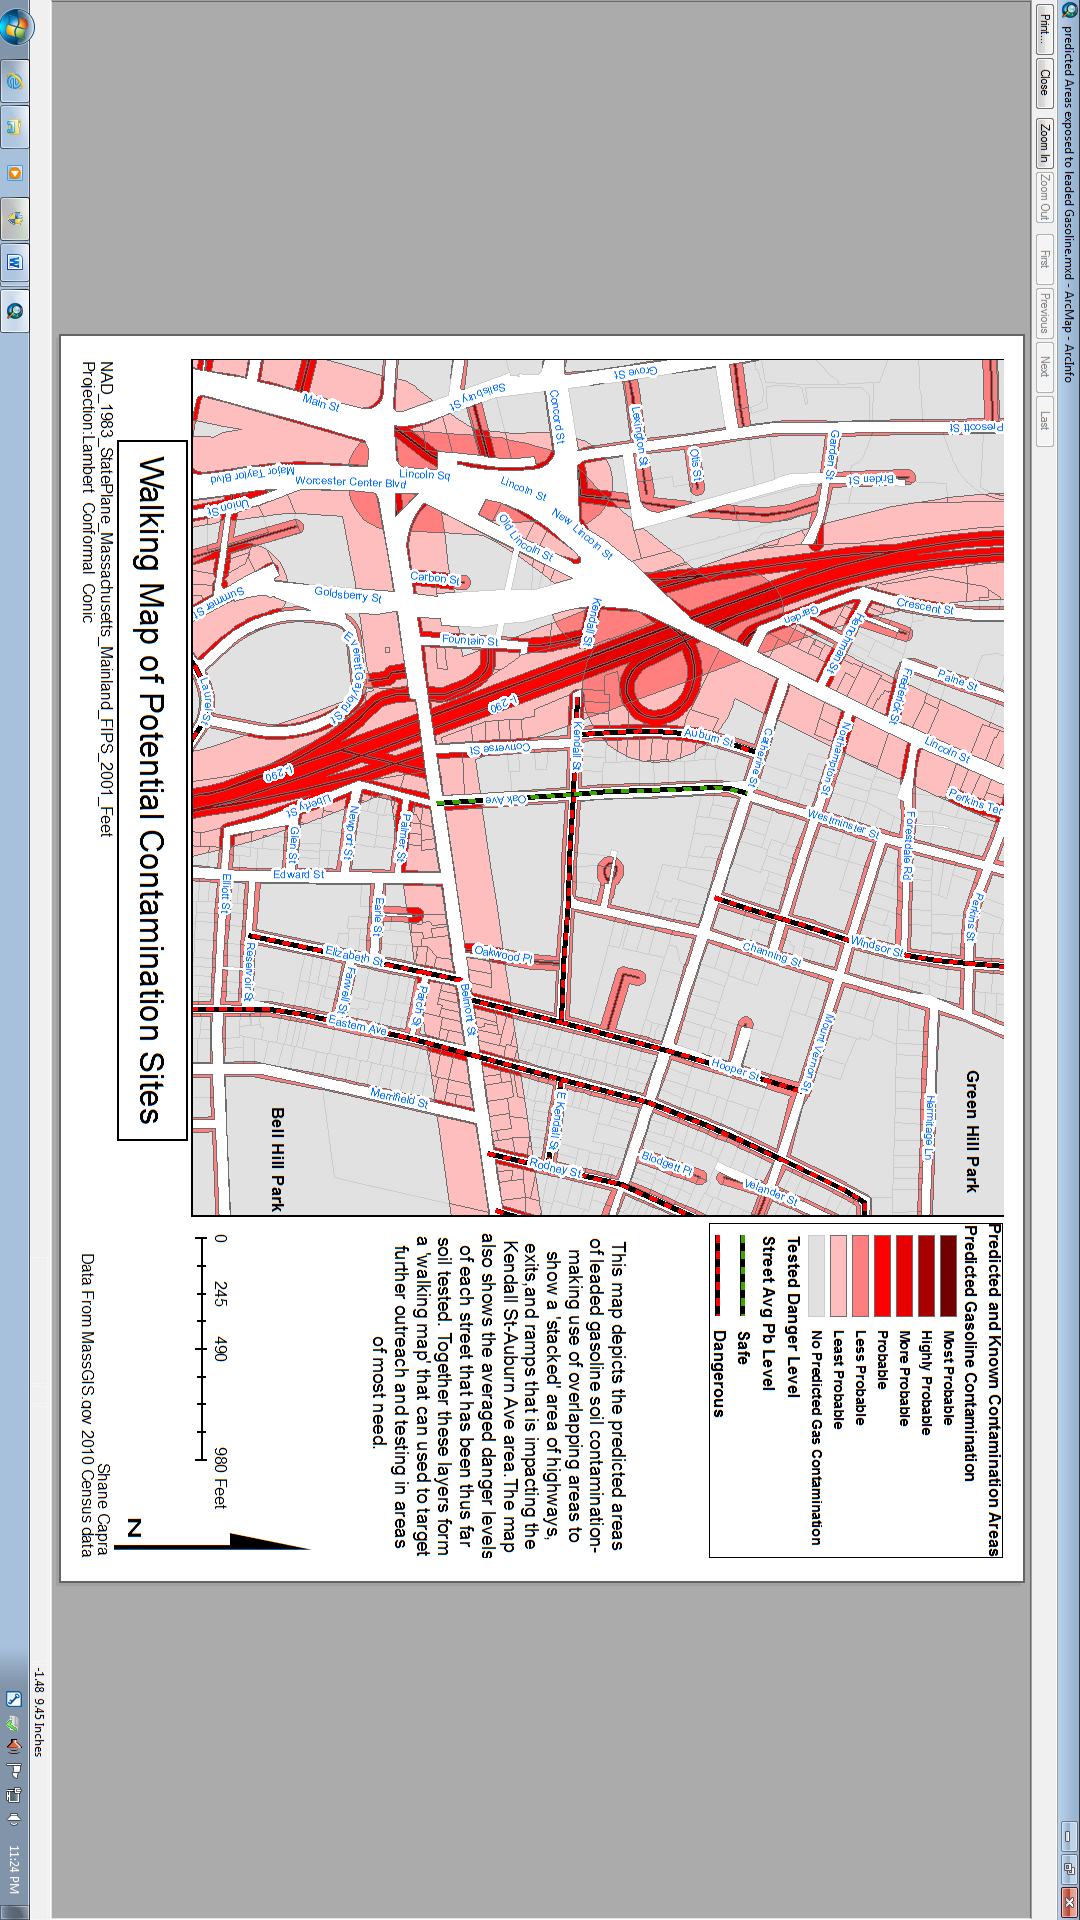 predicted Areas exposed to leaded Gasoline.mxd - ArcMap - ArcInfo
Print...
Close
Zoom In
Zoom Out
First
Previous
Next
Last
Prescott St
Crescent St
Paine St
Lincoln St
Perkins Ter
Perkins St
Green Hill Park
Briden St
Garden St
Garden
Henchman St
Frederick St
Forestdale Rd
Windsor St
Hermitage Ln
Northampton St
Westminster St
Mount Vernon St
Channing St
Catherine St
Velander St
Otis St
Auburn St
Hooper St
Blodgett Pl
Grove St
Lexington St
New Lincoln St
Kendall St
Kendall St
E Kendall St
Rodney St
Concord St
Lincoln St
Old Lincoln St
L-290
Converse St
Oak Ave
Oakwood Pl
Salisbury St
Lincoln Sq
Carbon St
Fountain St
Belmont St
Main St
Worcester Center Blvd
Goldsberry St
Everett Gaylord St
Palmer St
Newport St
Earle St
Patch St
Merrifield St
Major Taylor Blvd
Union St
Summer St
Laurel St
L-290
Liberty St
Glen St
Edward St
Elliott St
Elizabeth St
Farwell St
Eastern Ave
Reservoir St
Bell Hill Park
Predicted and Known Contamination Areas
Predicted Gasoline Contamination
Most Probable
Highly Probable
More Probable
Probable
Less Probable
Least Probable
No Predicted Gas Contamination
Tested Danger Level
Street Avg Pb Level
Safe
Dangerous
This map depicts the predicted areas
of leaded gasoline soil contamination-
making use of overlapping areas to
show a 'stacked' area of highways,
exits,and ramps that is impacting the
Kendall St-Auburn Ave area. The map
also shows the averaged danger levels
of each street that has been thus far
soil tested. Together these layers form
a 'walking map' that can used to target
further outreach and testing in areas
of most need.
0 245 490 980 Feet
N
Walking Map of Potential Contamination Sites
NAD_1983_StatePlane_Massachusetts_Mainland_FIPS_2001_Feet
Projection:Lambert_Conformal_Conic
Shane Capra
Data From MassGIS.gov 2010 Census data
-1.48 9.45 Inches
11:24 PM